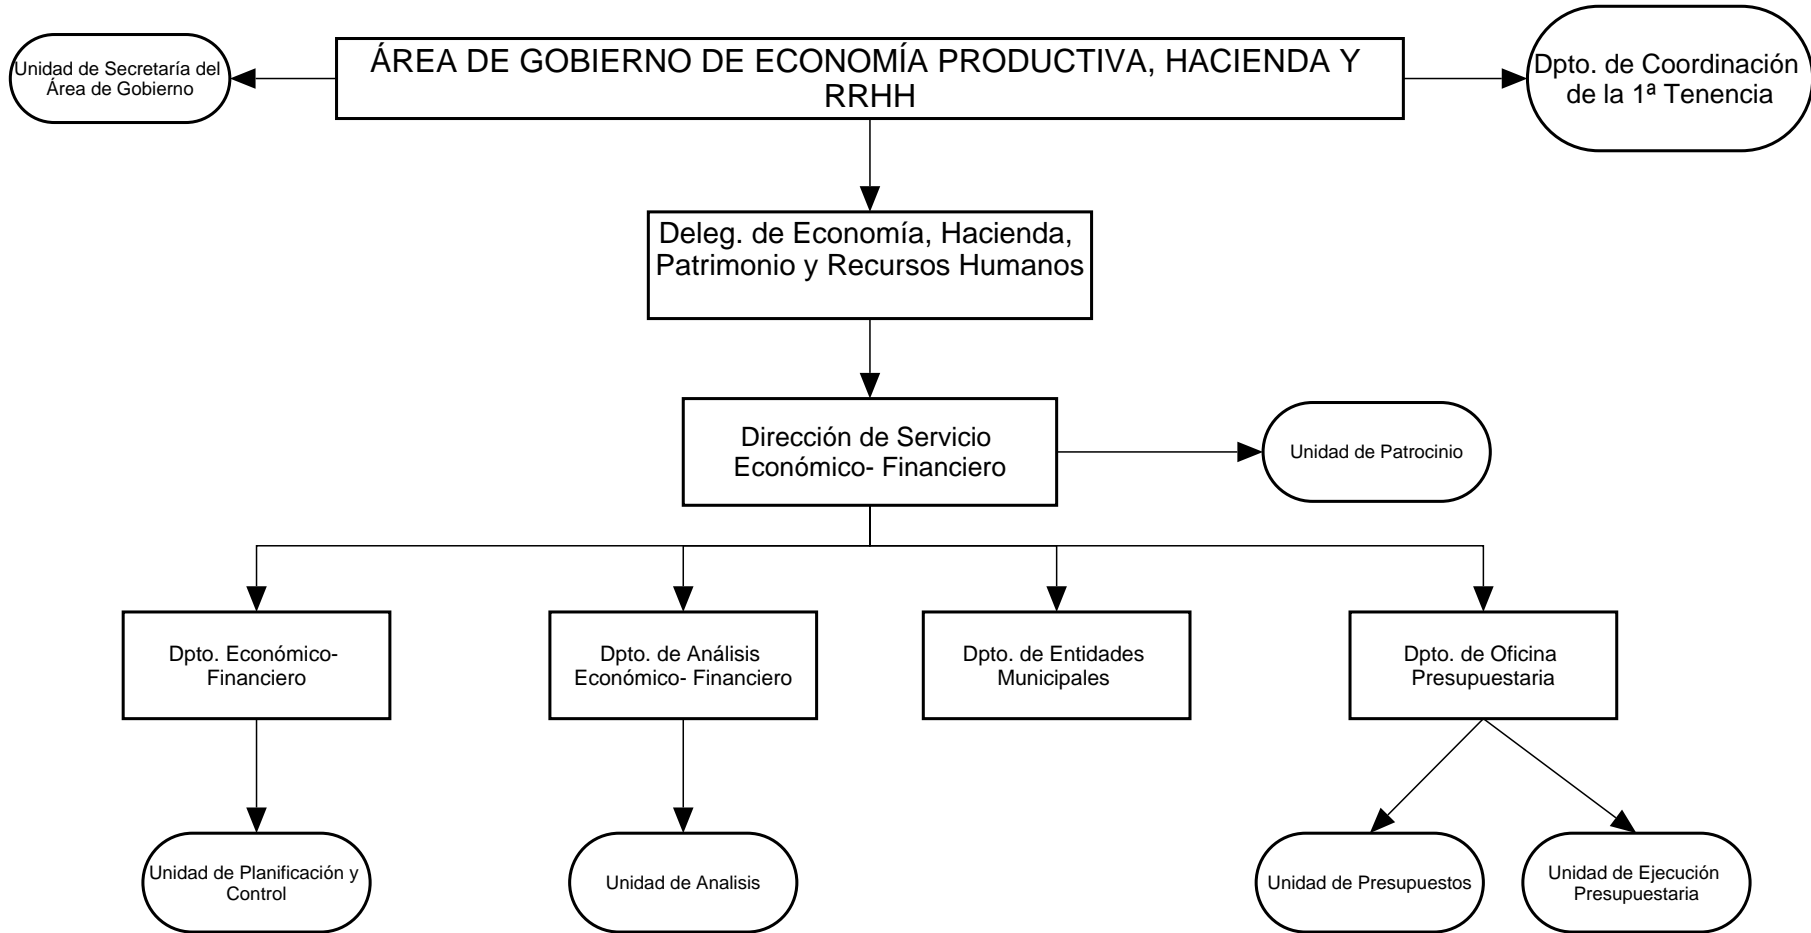 Unidad de Secretaría del
Área de Gobierno
ÁREA DE GOBIERNO DE ECONOMÍA PRODUCTIVA, HACIENDA Y
RRHH
Dpto. de Coordinación
de la 1ª Tenencia
Deleg. de Economía, Hacienda,
Patrimonio y Recursos Humanos
Dirección de Servicio
Económico- Financiero
Unidad de Patrocinio
Dpto. Económico-
Financiero
Dpto. de Análisis
Económico- Financiero
Dpto. de Entidades
Municipales
Dpto. de Oficina
Presupuestaria
Unidad de Planificación y
Control
Unidad de Analisis
Unidad de Presupuestos
Unidad de Ejecución
Presupuestaria